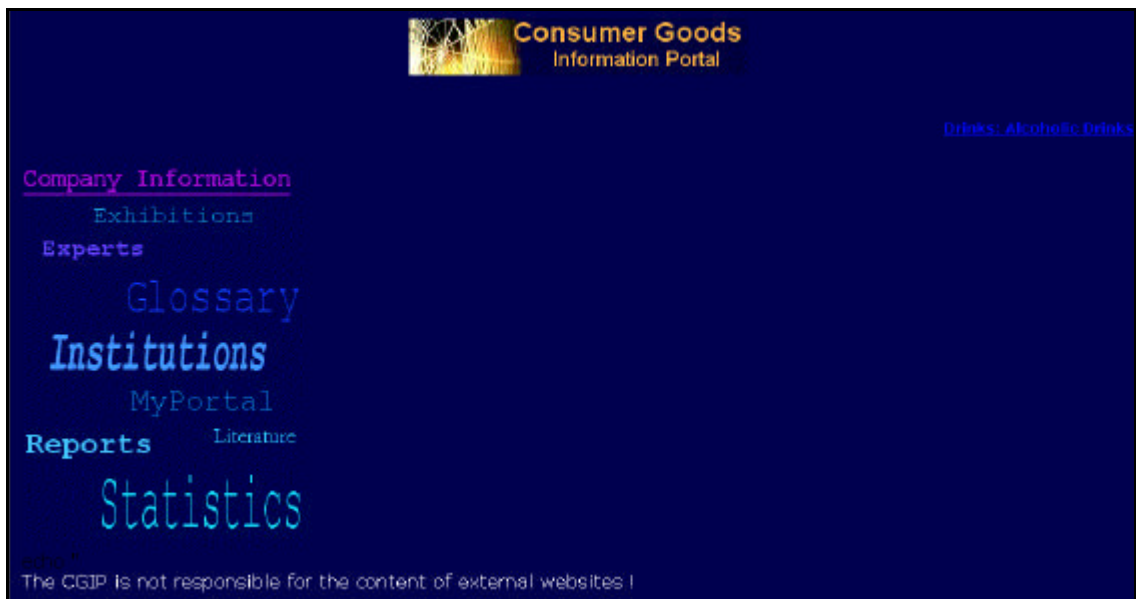 Consumer Goods
Information Portal
Drinks: Alcoholic Drinks
Company Information
Exhibitions
Experts
Glossary
Institutions
MyPortal
Reports Literature
Statistics
The CGIP is not responsible for the content of external websites !